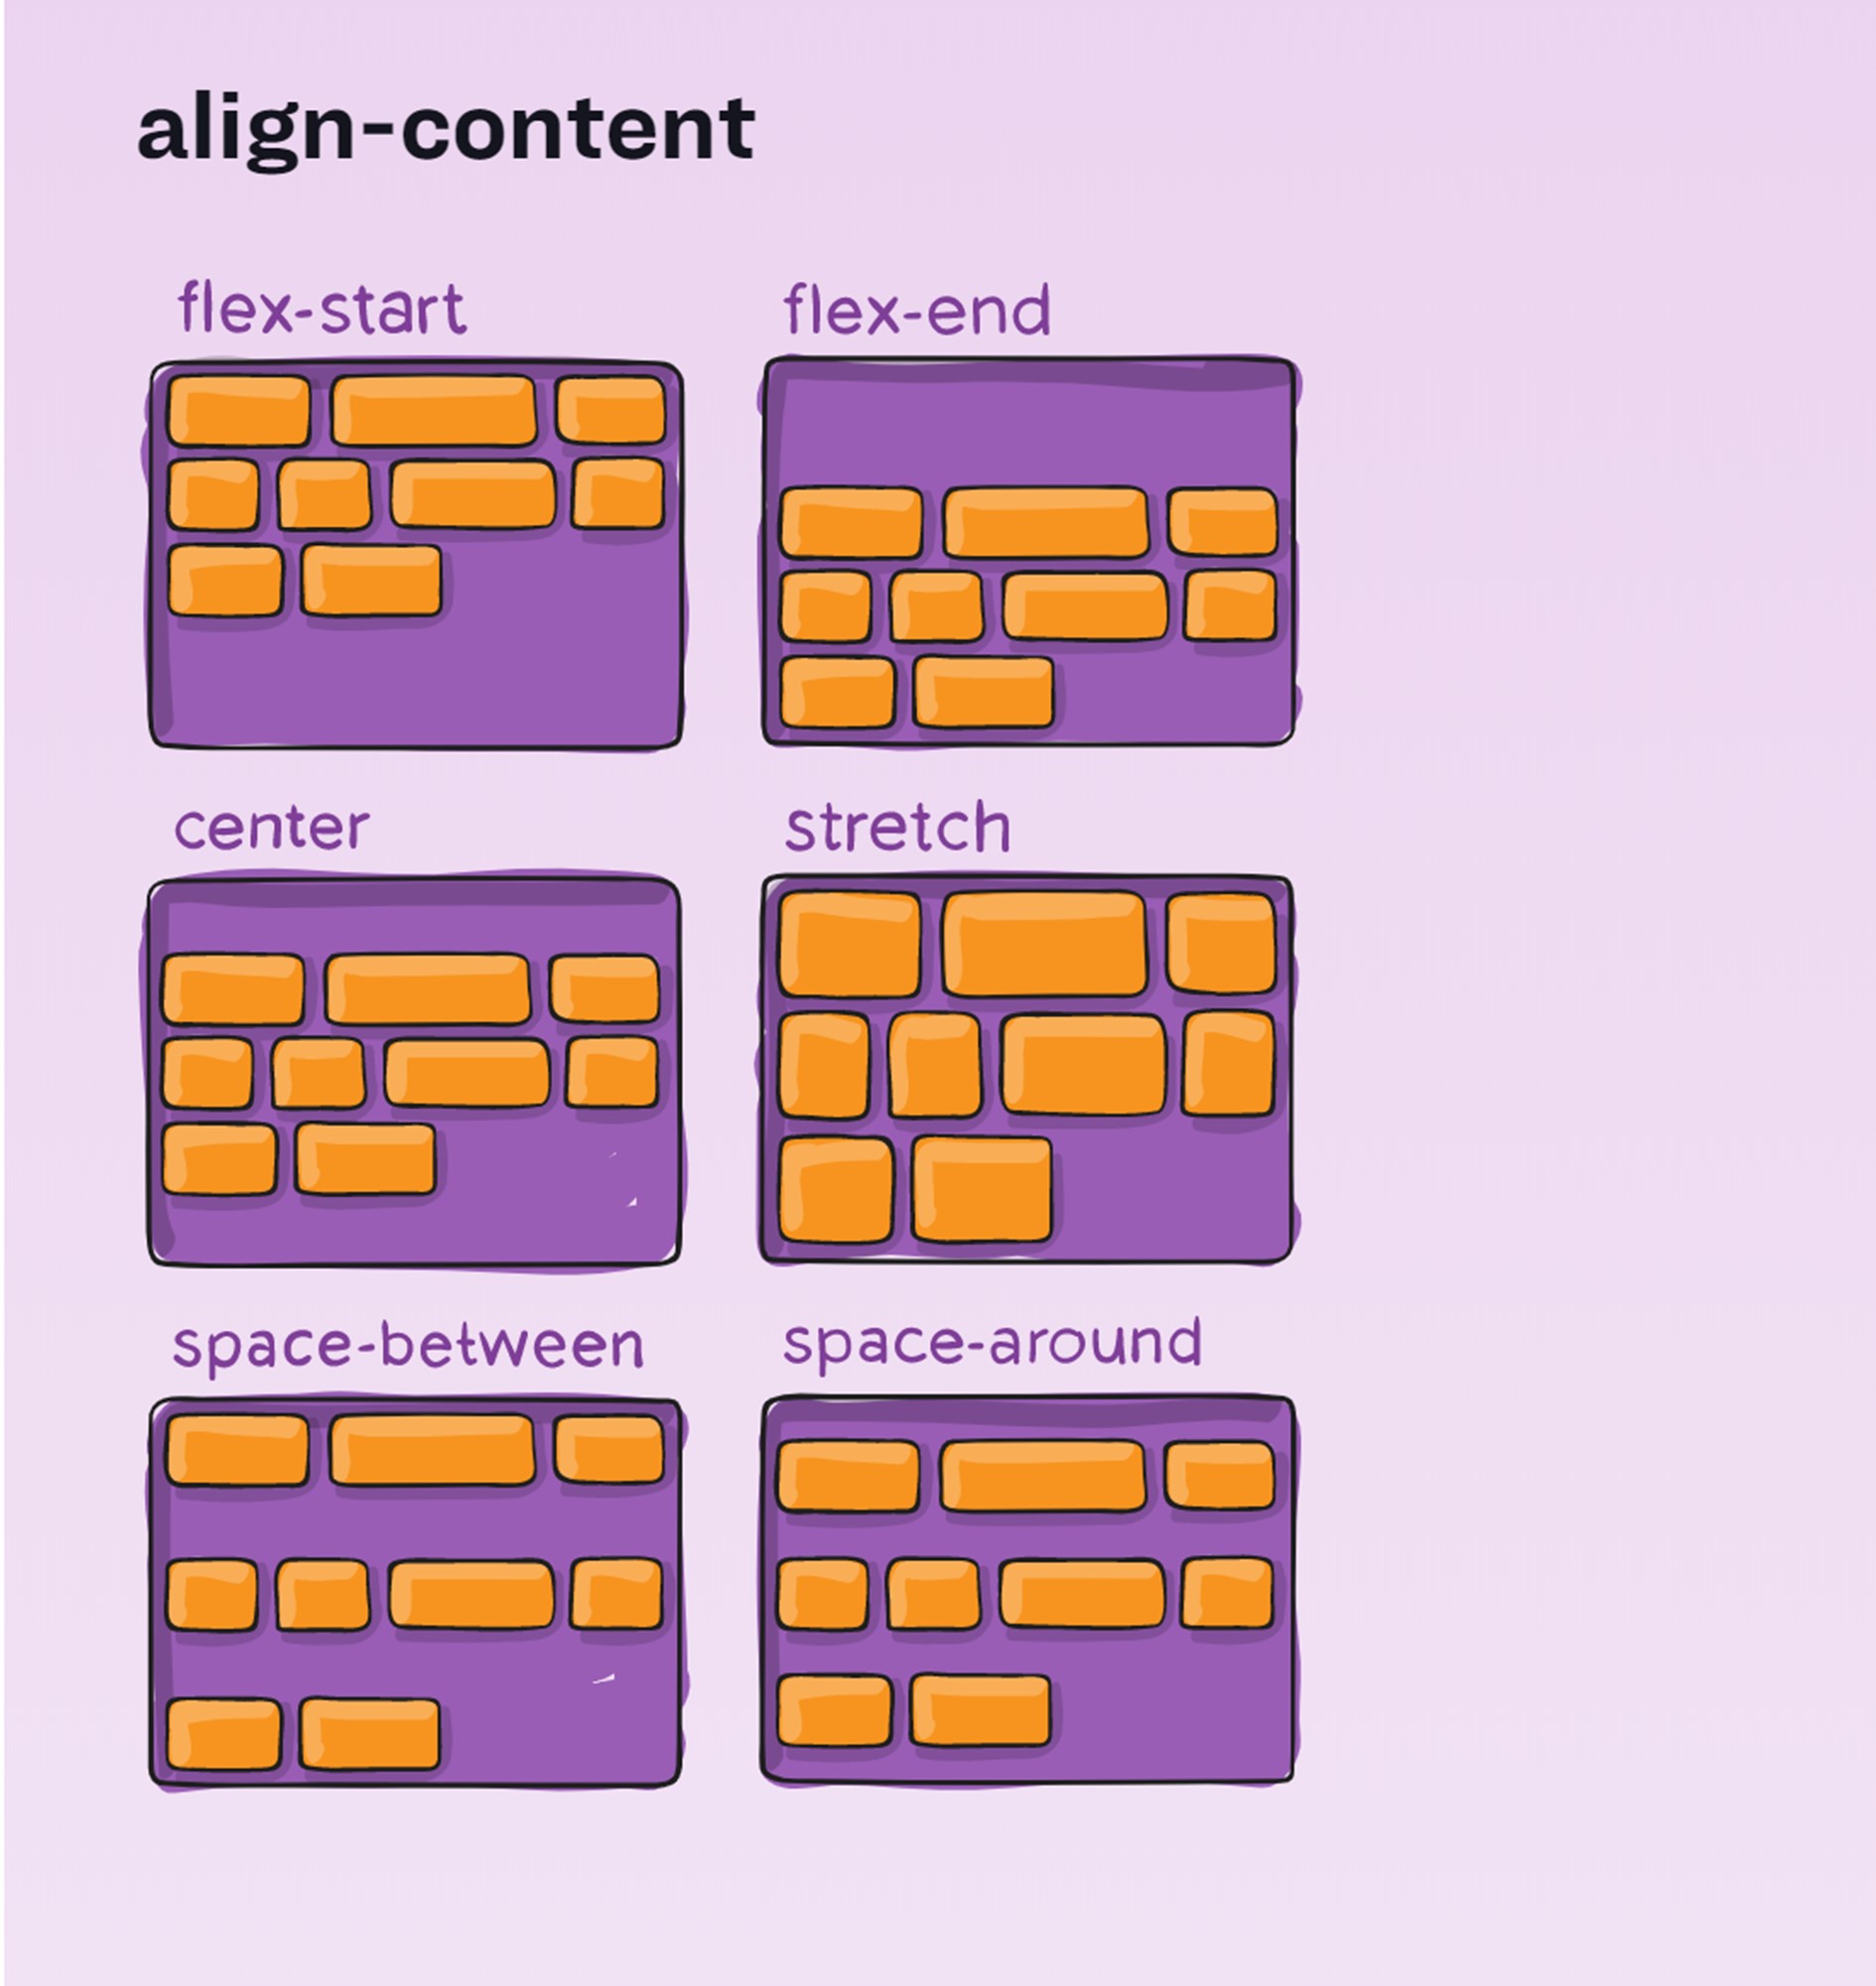 align-content
flex-start
flex-end
center
stretch
space-between
space-around